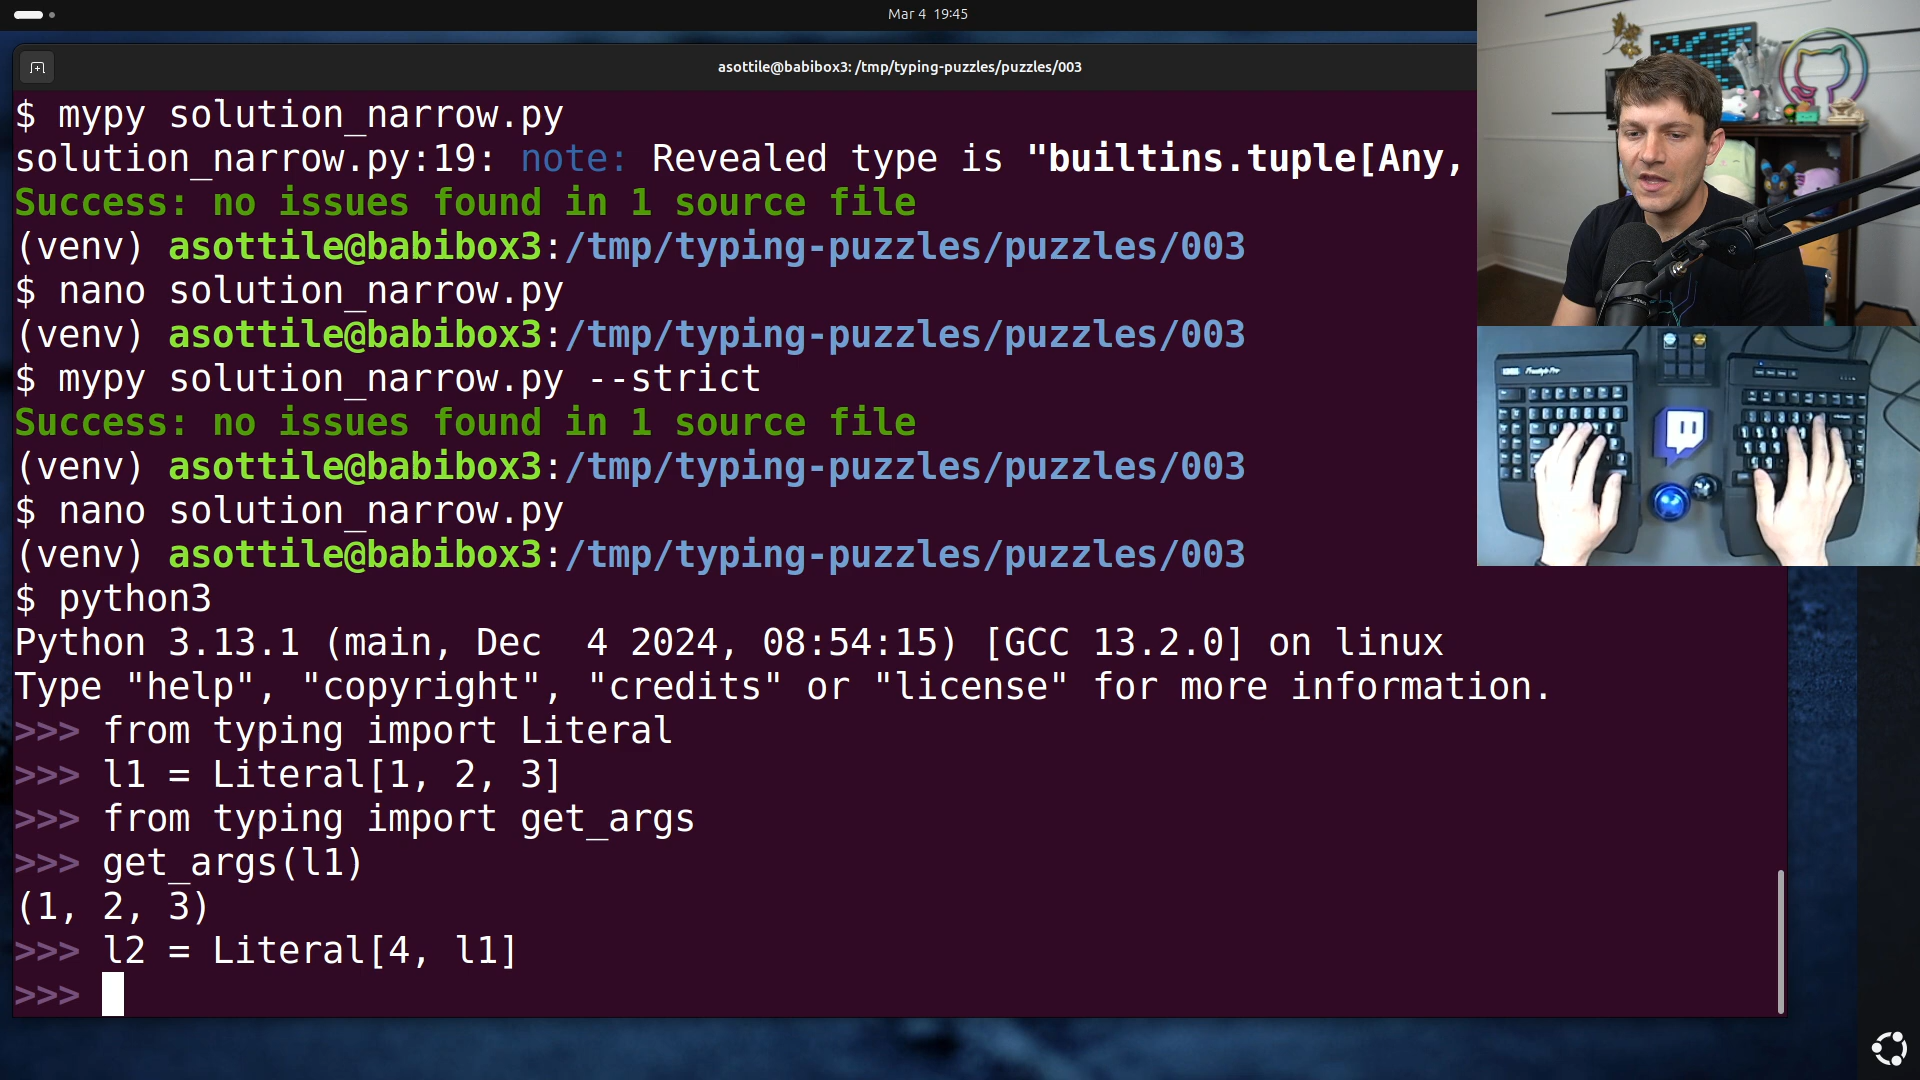 Mar 4 19:45
asottile@babibox3: /tmp/typing-puzzles/puzzles/003
$ mypy solution_narrow.py
solution_narrow.py:19: note: Revealed type is "builtins.tuple[Any,
Success: no issues found in 1 source file
(venv) asottile@babibox3:/tmp/typing-puzzles/puzzles/003
$ nano solution_narrow.py
(venv) asottile@babibox3:/tmp/typing-puzzles/puzzles/003
$ mypy solution_narrow.py --strict
Success: no issues found in 1 source file
(venv) asottile@babibox3:/tmp/typing-puzzles/puzzles/003
$ nano solution_narrow.py
(venv) asottile@babibox3:/tmp/typing-puzzles/puzzles/003
$ python3
Python 3.13.1 (main, Dec  4 2024, 08:54:15) [GCC 13.2.0] on linux
Type "help", "copyright", "credits" or "license" for more information.
>>> from typing import Literal
>>> l1 = Literal[1, 2, 3]
>>> from typing import get_args
>>> get_args(l1)
(1, 2, 3)
>>> l2 = Literal[4, l1]
>>>
Freestyle Pro